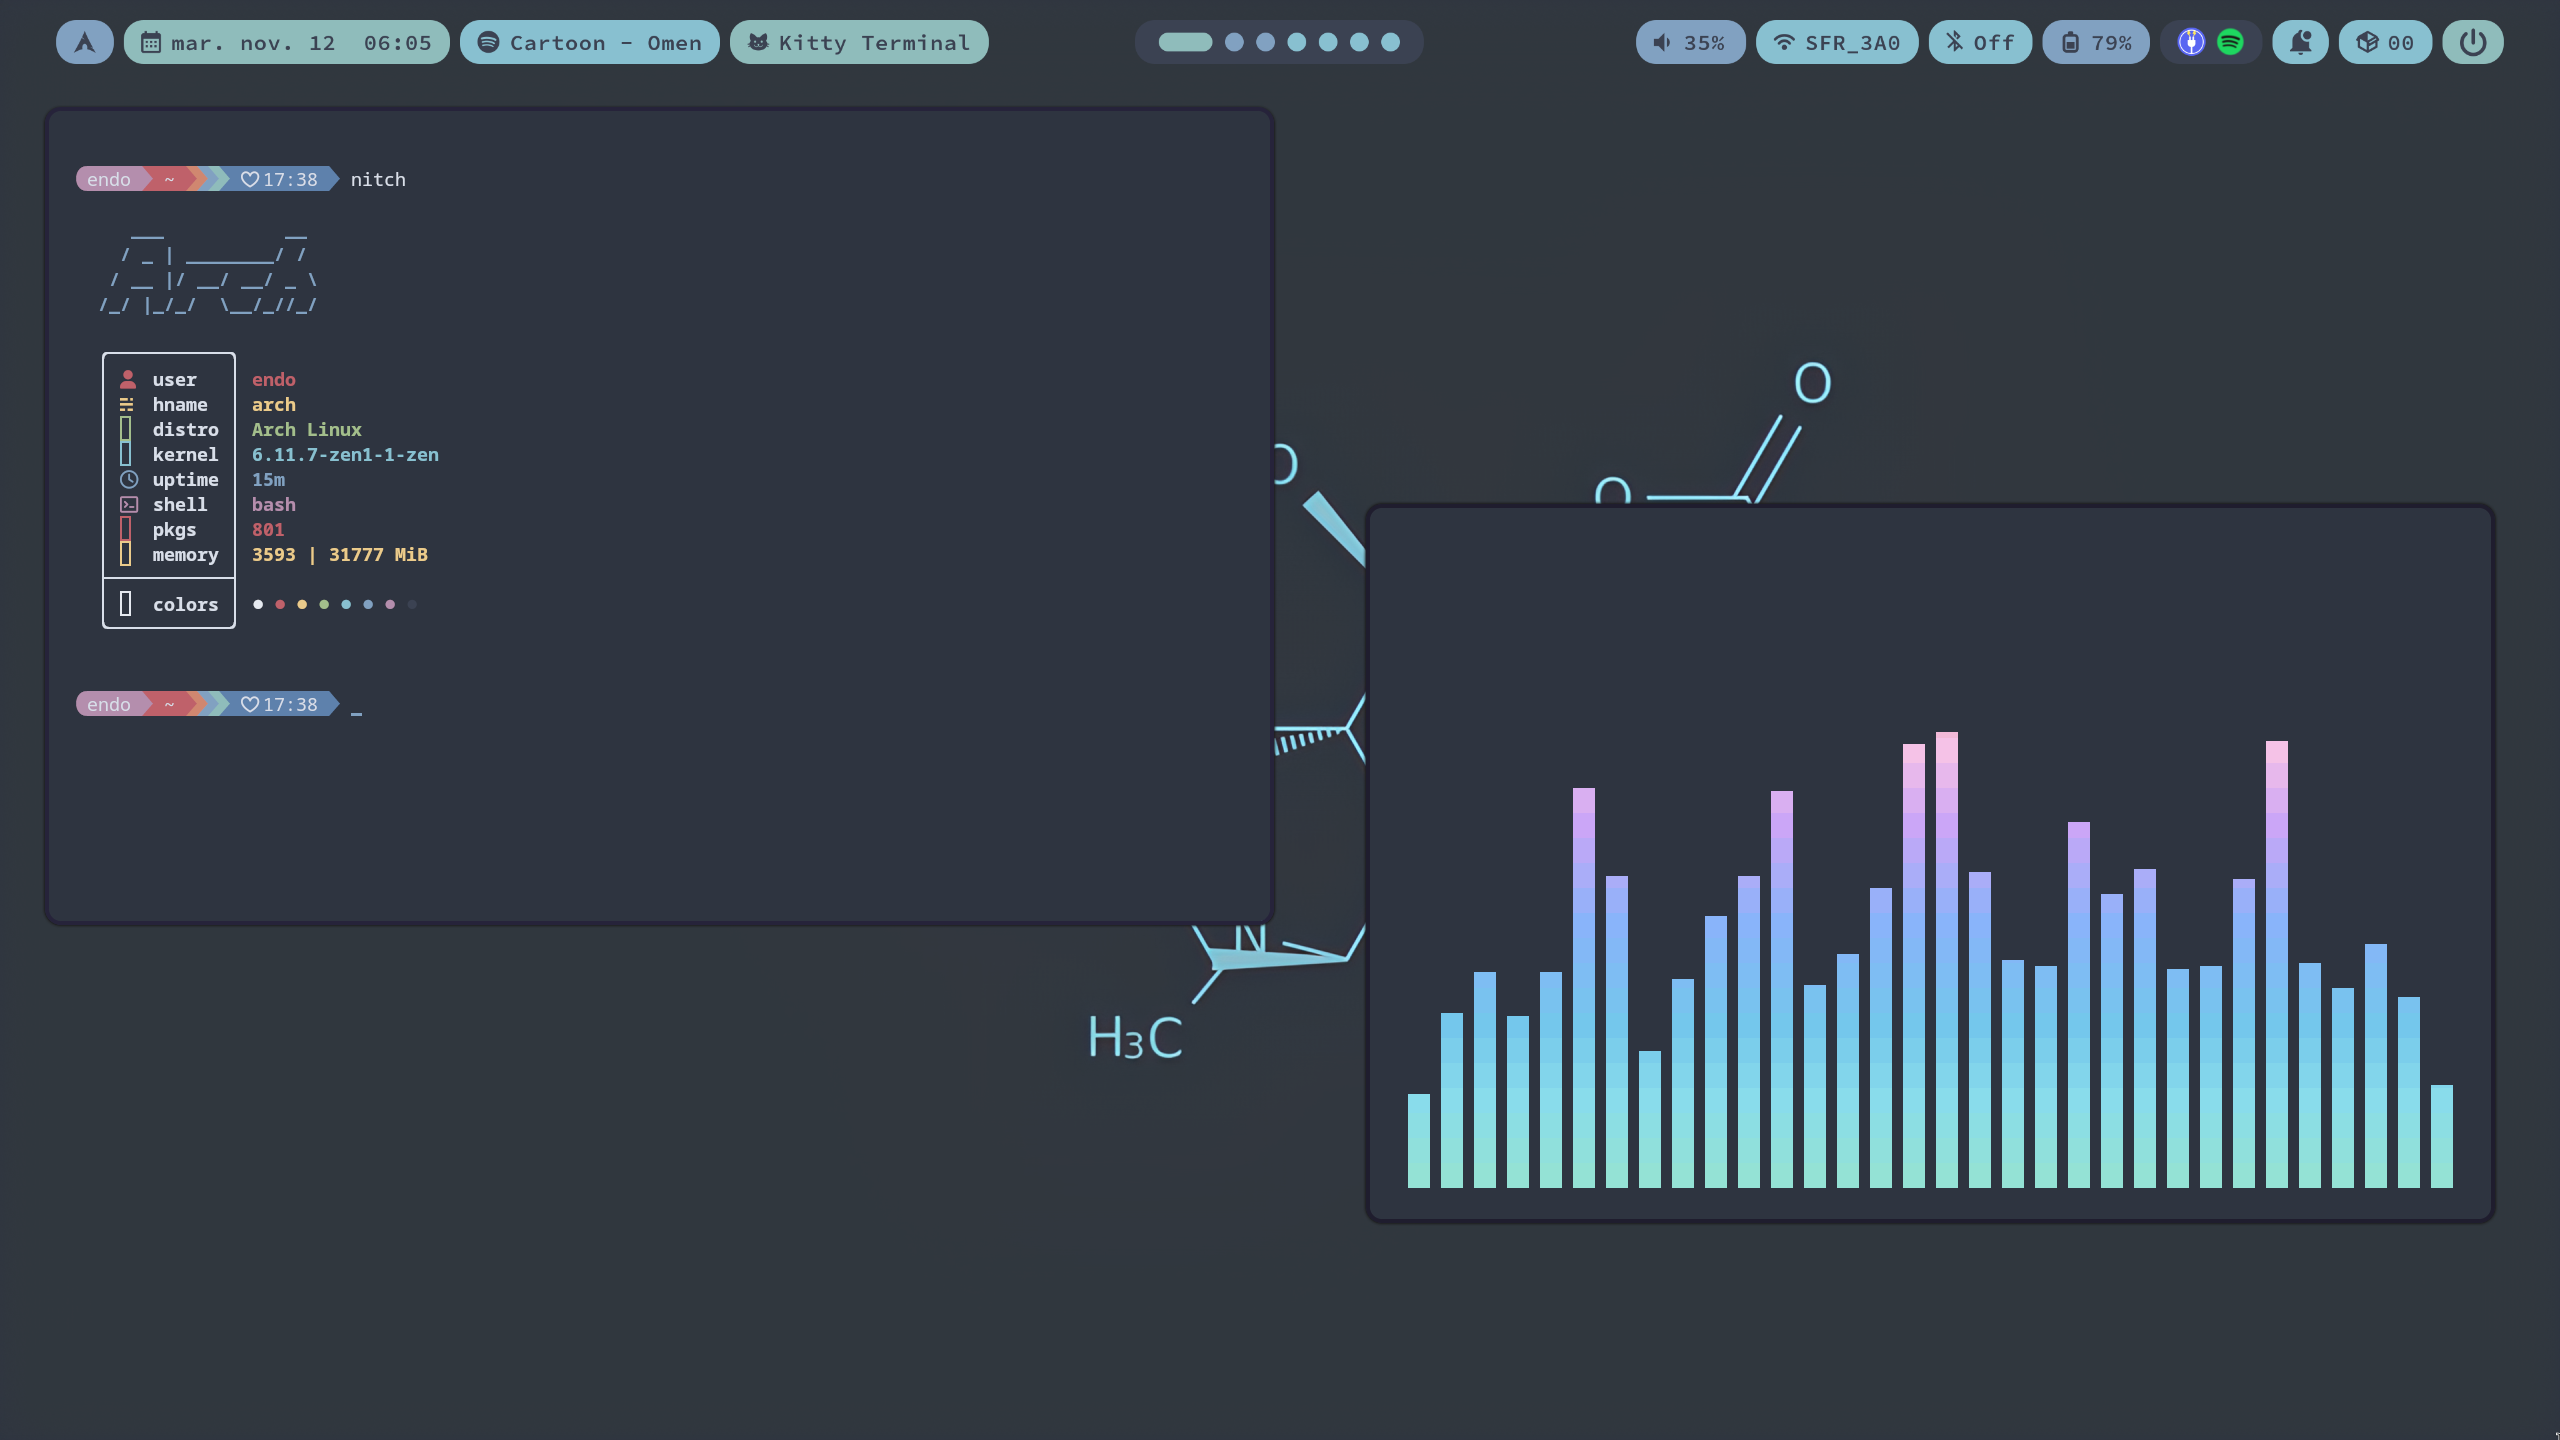 mar. nov. 12  06:05
Cartoon - Omen
Kitty Terminal
35%
SFR_3A0
Off
79%
00
endo ~ 17:38 nitch
user endo
hname arch
distro Arch Linux
kernel 6.11.7-zen1-1-zen
uptime 15m
shell bash
pkgs 801
memory 3593 | 31777 MiB
colors
endo ~ 17:38 _
O
O
O
N
H₃C